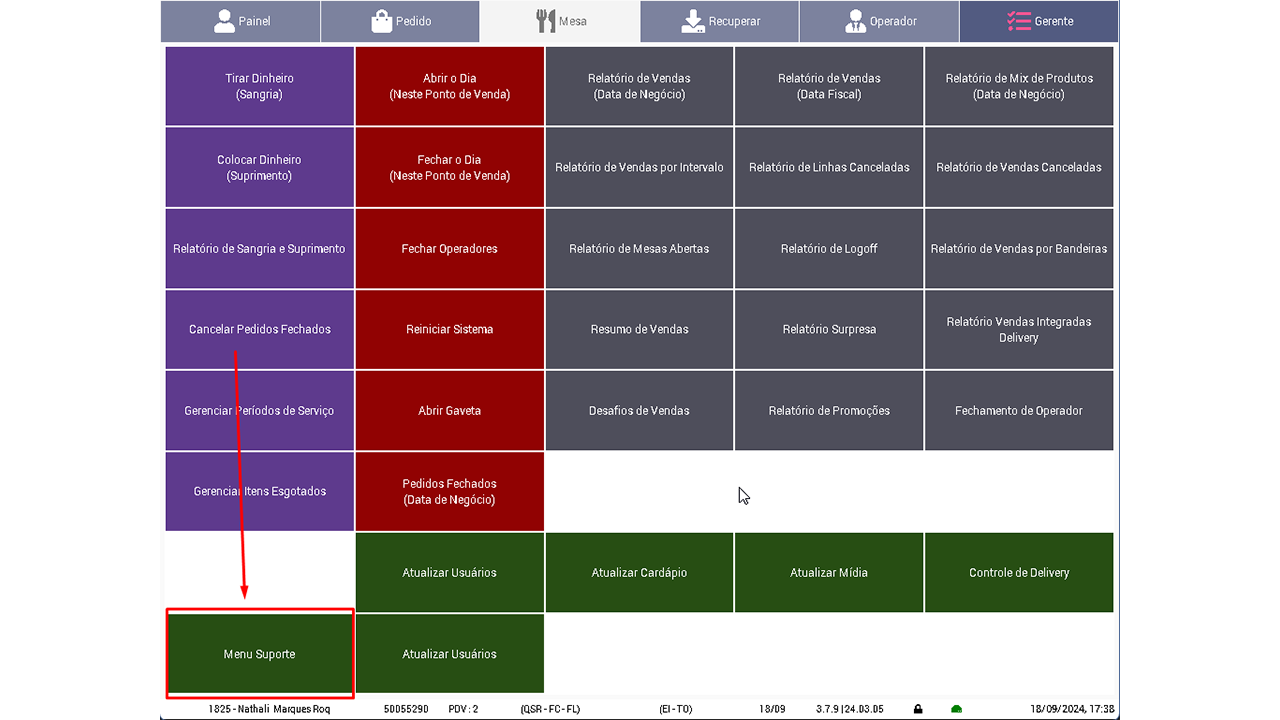 Painel
Pedido
Mesa
Recuperar
Operador
Gerente
Tirar Dinheiro
(Sangria)
Abrir o Dia
(Neste Ponto de Venda)
Relatório de Vendas
(Data de Negócio)
Relatório de Vendas
(Data Fiscal)
Relatório de Mix de Produtos
(Data de Negócio)
Colocar Dinheiro
(Suprimento)
Fechar o Dia
(Neste Ponto de Venda)
Relatório de Vendas por Intervalo
Relatório de Linhas Canceladas
Relatório de Vendas Canceladas
Relatório de Sangria e Suprimento
Fechar Operadores
Relatório de Mesas Abertas
Relatório de Logoff
Relatório de Vendas por Bandeiras
Cancelar Pedidos Fechados
Reiniciar Sistema
Resumo de Vendas
Relatório Surpresa
Relatório Vendas Integradas
Delivery
Gerenciar Períodos de Serviço
Abrir Gaveta
Desafios de Vendas
Relatório de Promoções
Fechamento de Operador
Gerenciar Itens Esgotados
Pedidos Fechados
(Data de Negócio)
Atualizar Usuários
Atualizar Cardápio
Atualizar Mídia
Controle de Delivery
Menu Suporte
Atualizar Usuários
1825 - Nathali Marques Roq
50055290
PDV : 2
(QSR - FC - FL)
(EI - TO)
18/09
3.7.9 | 24.03.05
18/09/2024, 17:38